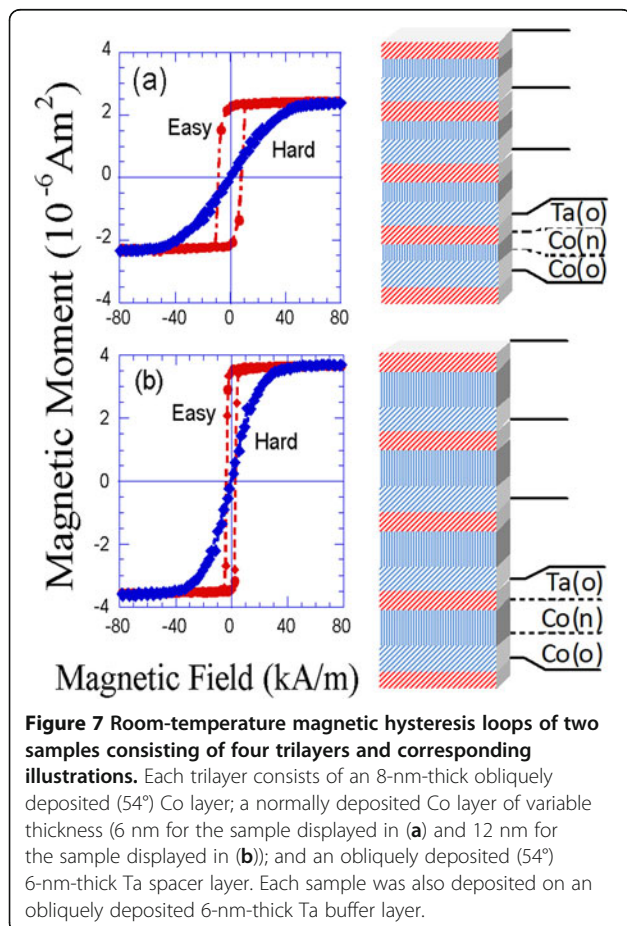 Magnetic Moment (10⁻⁶Am²)
4
2
0
-2
-4
(a)
Easy
Hard
-80
-40
0
40
80
Ta(o)
Co(n)
Co(o)
4
2
0
-2
-4
(b)
Easy
Hard
-80
-40
0
40
80
Ta(o)
Co(n)
Co(o)
Magnetic Field (kA/m)
Figure 7 Room-temperature magnetic hysteresis loops of two
samples consisting of four trilayers and corresponding
illustrations. Each trilayer consists of an 8-nm-thick obliquely
deposited (54°) Co layer; a normally deposited Co layer of variable
thickness (6 nm for the sample displayed in (a) and 12 nm for
the sample displayed in (b)); and an obliquely deposited (54°)
6-nm-thick Ta spacer layer. Each sample was also deposited on an
obliquely deposited 6-nm-thick Ta buffer layer.